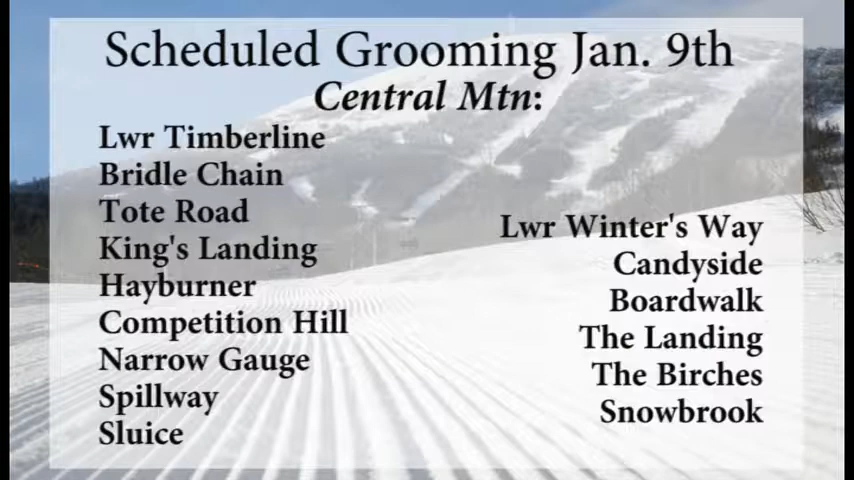 Scheduled Grooming Jan. 9th
Central Mtn:
Lwr Timberline
Bridle Chain
Tote Road
King's Landing
Hayburner
Competition Hill
Narrow Gauge
Spillway
Sluice
Lwr Winter's Way
Candyside
Boardwalk
The Landing
The Birches
Snowbrook